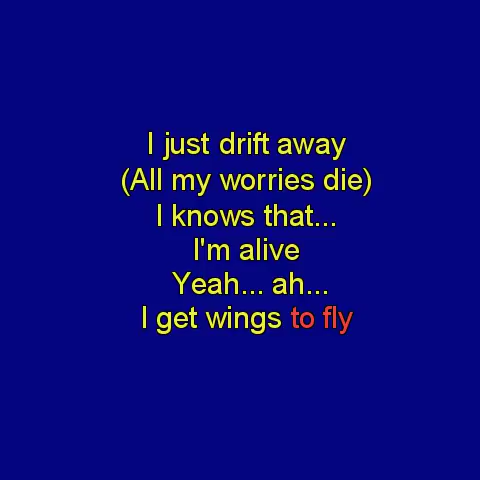 I just drift away
(All my worries die)
I knows that...
I'm alive
Yeah... ah...
I get wings to fly